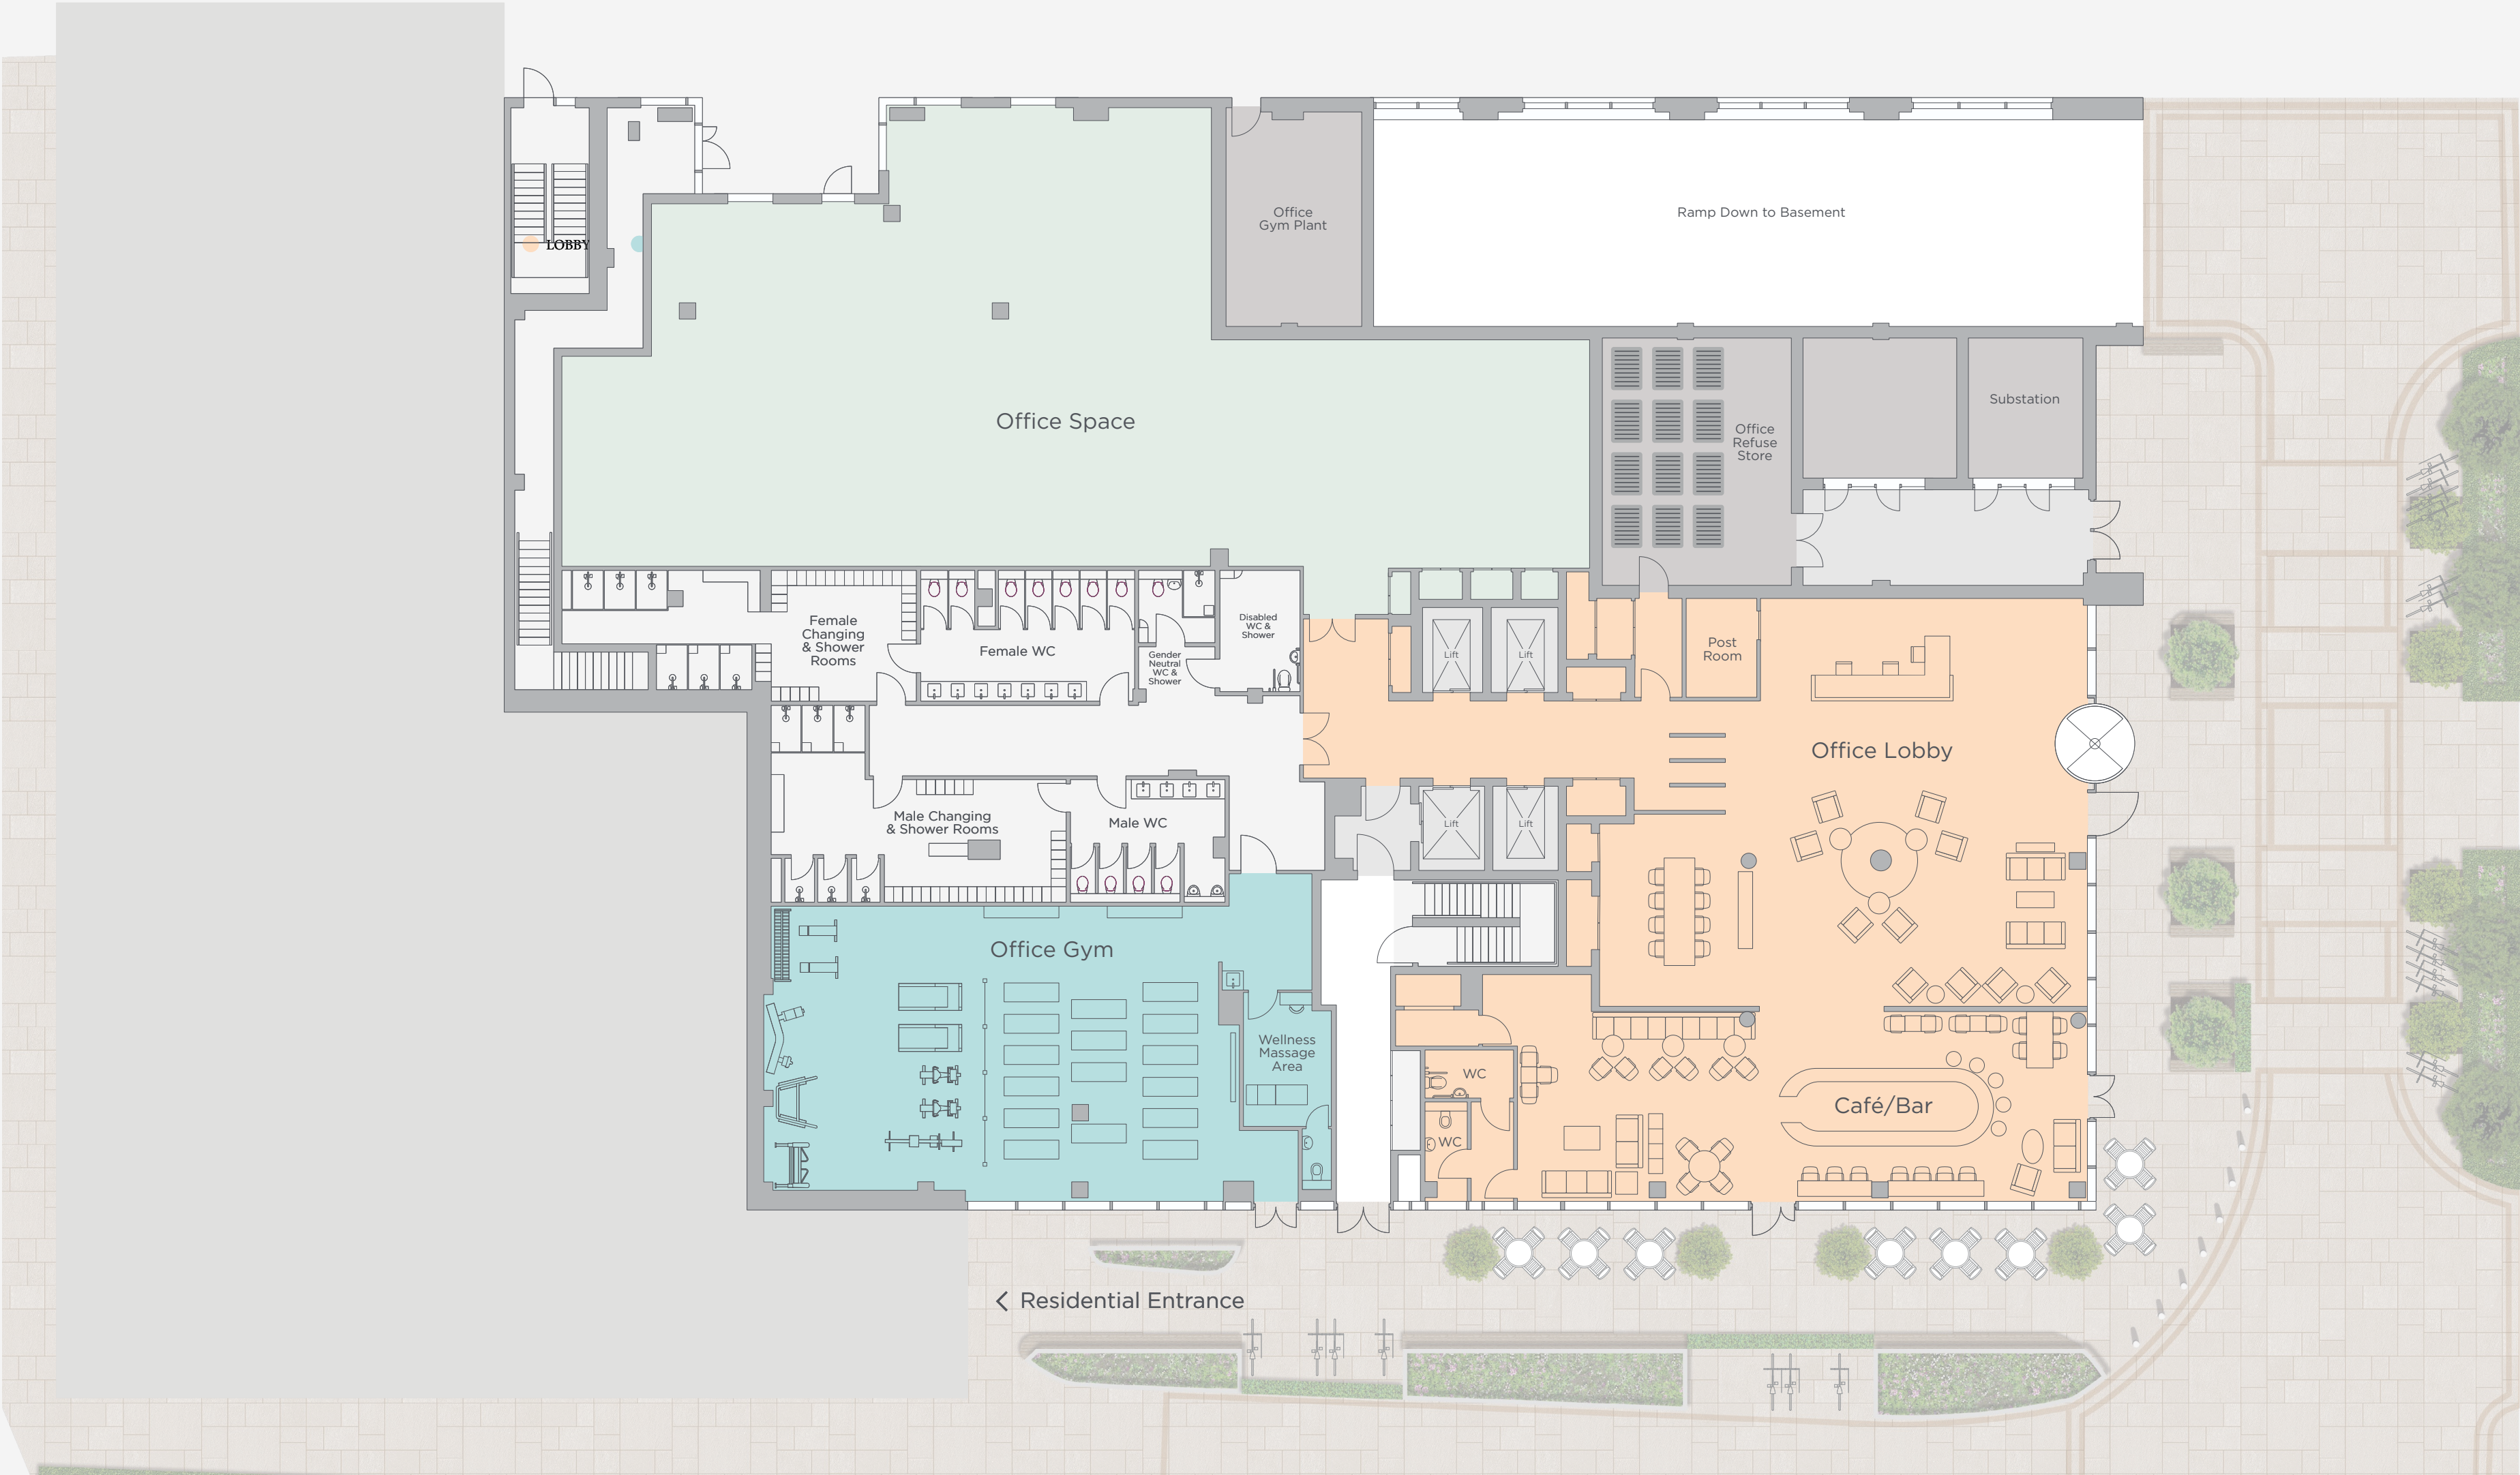 Office
Gym Plant
Ramp Down to Basement
LOBBY
Office Space
Office
Refuse
Store
Substation
Female
Changing
& Shower
Rooms
Female WC
Gender
Neutral
WC &
Shower
Disabled
WC &
Shower
Lift
Lift
Post
Room
Office Lobby
Male Changing
& Shower Rooms
Male WC
Lift
Lift
Office Gym
Wellness
Massage
Area
WC
WC
Café/Bar
< Residential Entrance